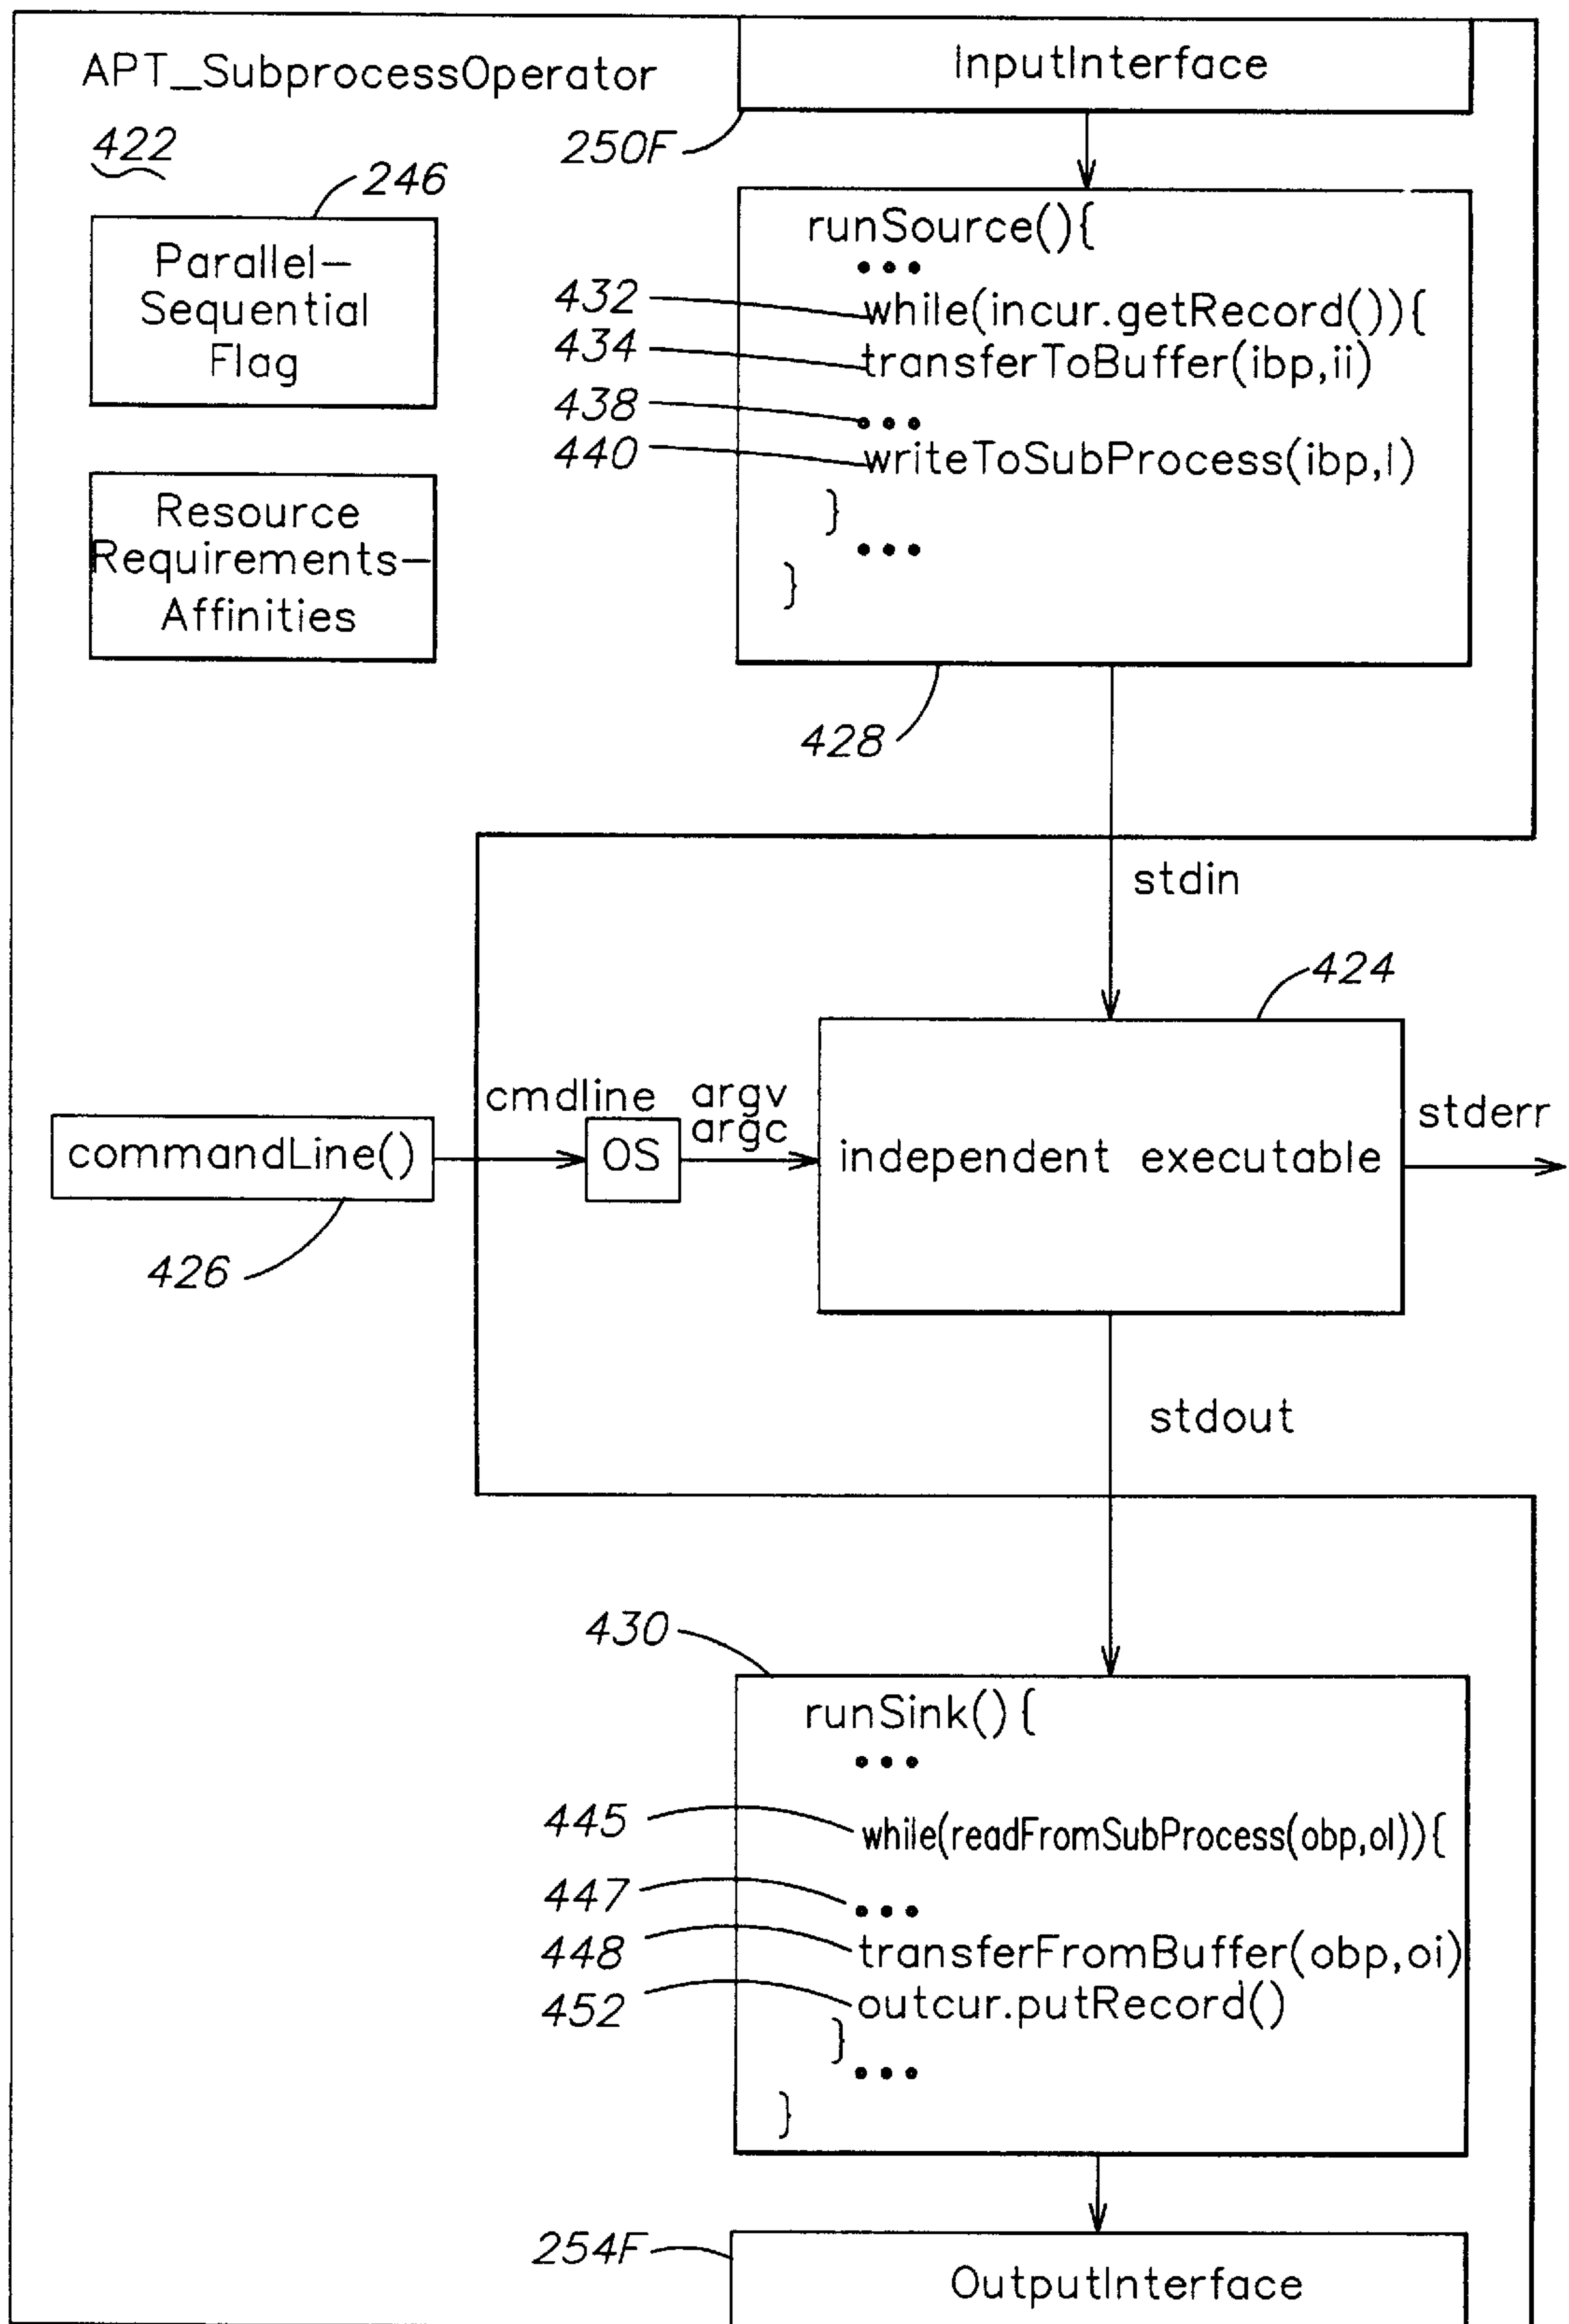 APT_SubprocessOperator
InputInterface
422
250F
246
Parallel-
Sequential
Flag
runSource(){
•••
432
while(incur.getRecord()){
434
transferToBuffer(ibp,ii)
438
•••
440
writeToSubProcess(ibp,l)
}
•••
}
Resource
Requirements-
Affinities
428
stdin
424
cmdline
argv
argc
stderr
commandLine()
OS
independent executable
426
stdout
430
runSink(){
•••
445
while(readFromSubProcess(obp,ol)){
447
•••
448
transferFromBuffer(obp,oi)
452
outcur.putRecord()
}
•••
}
254F
OutputInterface